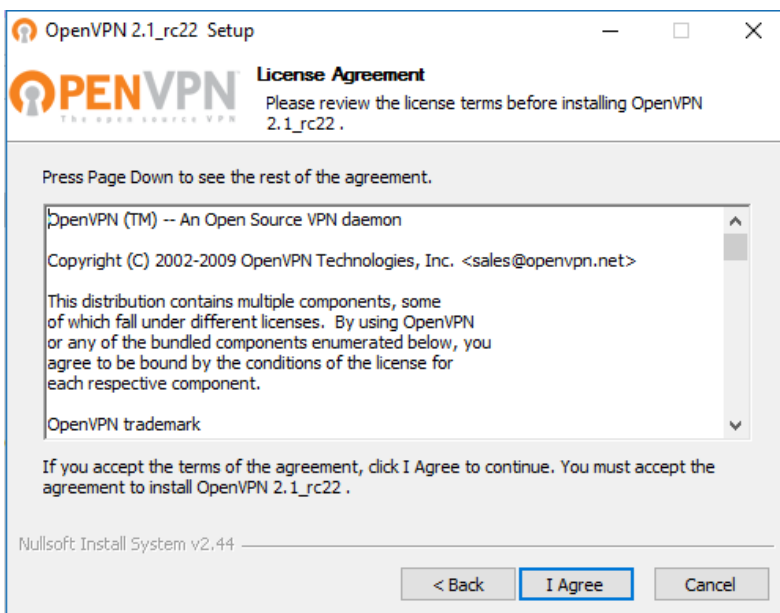 OpenVPN 2.1_rc22 Setup
OPENVPN
The open source VPN
License Agreement
Please review the license terms before installing OpenVPN
2.1_rc22 .
Press Page Down to see the rest of the agreement.
OpenVPN (TM) -- An Open Source VPN daemon
Copyright (C) 2002-2009 OpenVPN Technologies, Inc. <sales@openvpn.net>
This distribution contains multiple components, some
of which fall under different licenses. By using OpenVPN
or any of the bundled components enumerated below, you
agree to be bound by the conditions of the license for
each respective component.
OpenVPN trademark
If you accept the terms of the agreement, click I Agree to continue. You must accept the
agreement to install OpenVPN 2.1_rc22 .
Nullsoft Install System v2.44
< Back I Agree Cancel